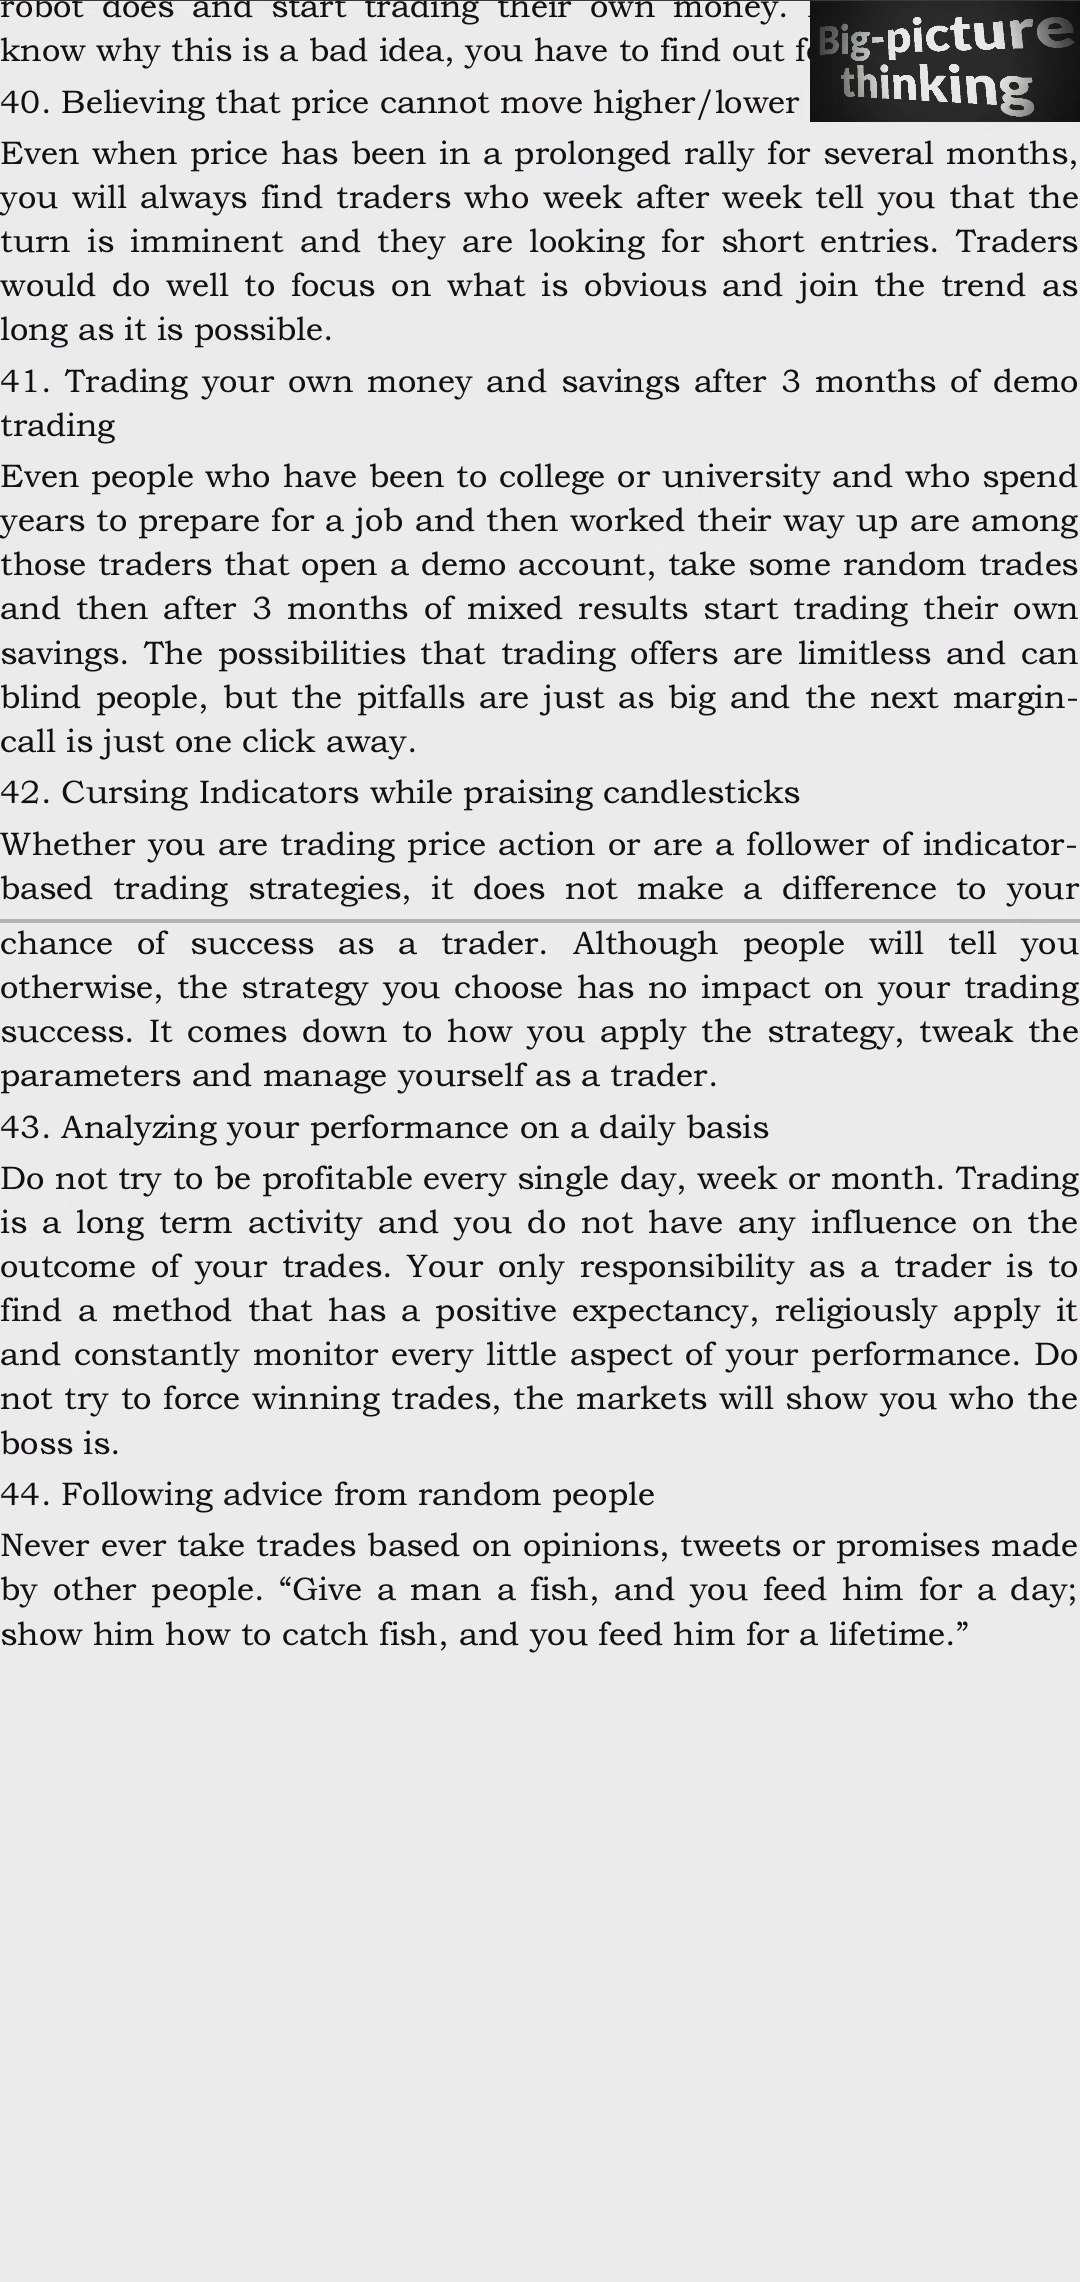 robot does and start trading their own money.
know why this is a bad idea, you have to find out
Big-picture
thinking
40. Believing that price cannot move higher/lower
Even when price has been in a prolonged rally for several months,
you will always find traders who week after week tell you that the
turn is imminent and they are looking for short entries. Traders
would do well to focus on what is obvious and join the trend as
long as it is possible.
41. Trading your own money and savings after 3 months of demo
trading
Even people who have been to college or university and who spend
years to prepare for a job and then worked their way up are among
those traders that open a demo account, take some random trades
and then after 3 months of mixed results start trading their own
savings. The possibilities that trading offers are limitless and can
blind people, but the pitfalls are just as big and the next margin-
call is just one click away.
42. Cursing Indicators while praising candlesticks
Whether you are trading price action or are a follower of indicator-
based trading strategies, it does not make a difference to your
chance of success as a trader. Although people will tell you
otherwise, the strategy you choose has no impact on your trading
success. It comes down to how you apply the strategy, tweak the
parameters and manage yourself as a trader.
43. Analyzing your performance on a daily basis
Do not try to be profitable every single day, week or month. Trading
is a long term activity and you do not have any influence on the
outcome of your trades. Your only responsibility as a trader is to
find a method that has a positive expectancy, religiously apply it
and constantly monitor every little aspect of your performance. Do
not try to force winning trades, the markets will show you who the
boss is.
44. Following advice from random people
Never ever take trades based on opinions, tweets or promises made
by other people. “Give a man a fish, and you feed him for a day;
show him how to catch fish, and you feed him for a lifetime.”